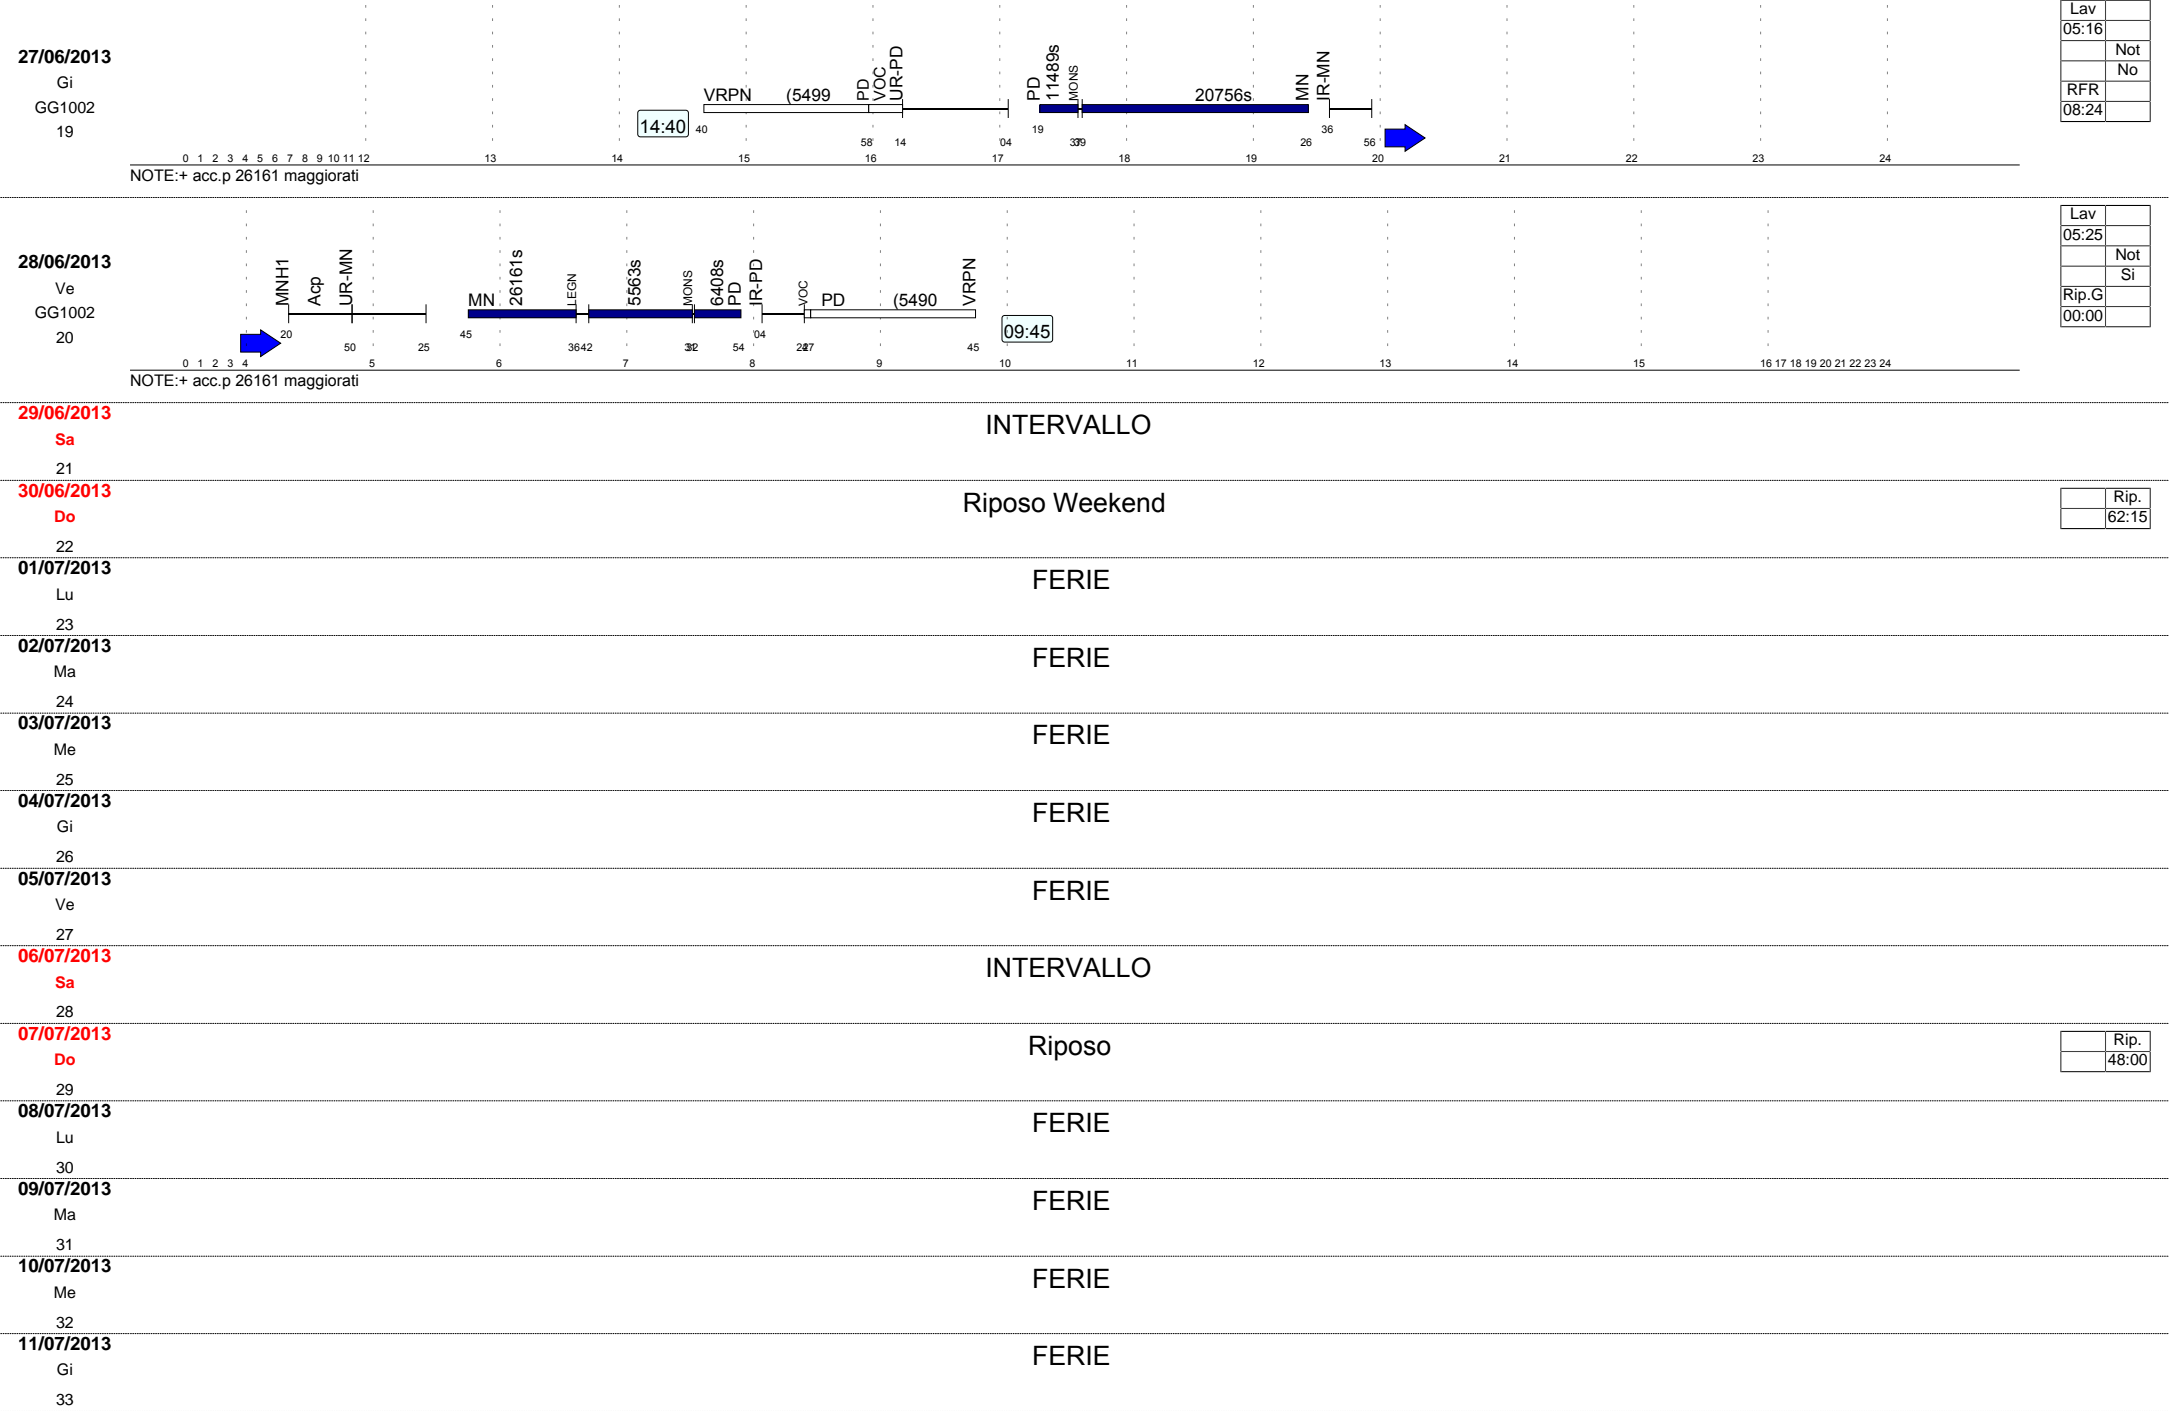 27/06/2013
Gi
GG1002
19
14:40
VRPN (5499 PD VOC UR-PD PD 11489s MONS 20756s MN IR-MN
40 58 14 04 19 37 39 26 36 56
0 1 2 3 4 5 6 7 8 9 10 11 12 13 14 15 16 17 18 19 20 21 22 23 24
NOTE:+ acc.p 26161 maggiorati
Lav
05:16
Not
No
RFR
08:24
28/06/2013
Ve
GG1002
20
MNH1 Acp UR-MN MN 26161s LEGN 5563s MONS 6408s PD IR-PD VOC PD (5490 VRPN
20 50 25 45 36 42 31 32 54 04 24 27 45
09:45
0 1 2 3 4 5 6 7 8 9 10 11 12 13 14 15 16 17 18 19 20 21 22 23 24
NOTE:+ acc.p 26161 maggiorati
Lav
05:25
Not
Si
Rip.G
00:00
29/06/2013
Sa
21
INTERVALLO
30/06/2013
Do
22
Riposo Weekend
Rip.
62:15
01/07/2013
Lu
23
FERIE
02/07/2013
Ma
24
FERIE
03/07/2013
Me
25
FERIE
04/07/2013
Gi
26
FERIE
05/07/2013
Ve
27
FERIE
06/07/2013
Sa
28
INTERVALLO
07/07/2013
Do
29
Riposo
Rip.
48:00
08/07/2013
Lu
30
FERIE
09/07/2013
Ma
31
FERIE
10/07/2013
Me
32
FERIE
11/07/2013
Gi
33
FERIE